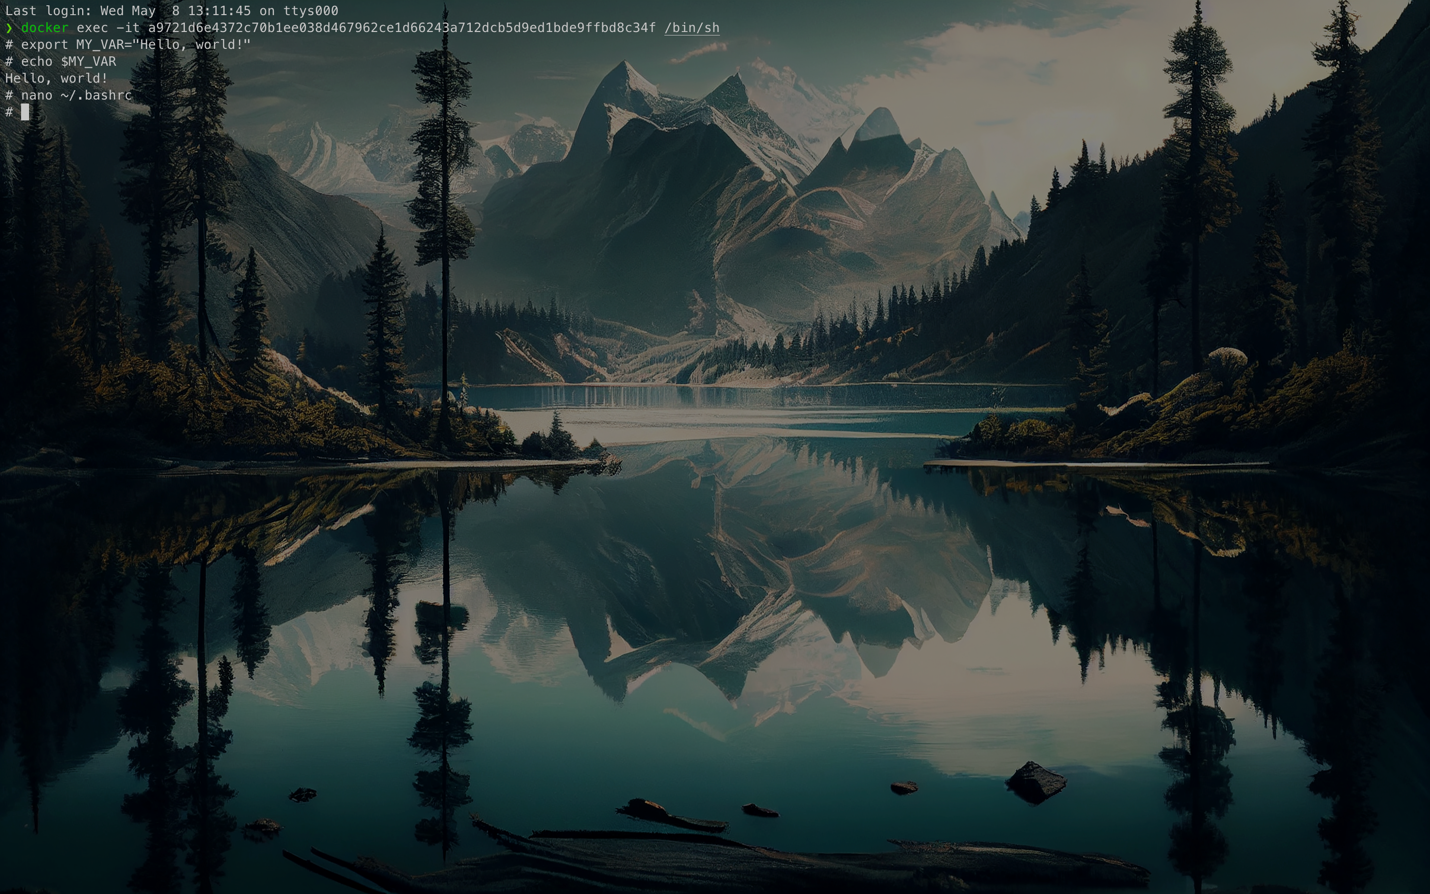 Last login: Wed May  8 13:11:45 on ttys000
❯ docker exec -it a9721d6e4372c70b1ee038d467962ce1d66243a712dcb5d9ed1bde9ffbd8c34f /bin/sh
# export MY_VAR="Hello, world!"
# echo $MY_VAR
Hello, world!
# nano ~/.bashrc
#